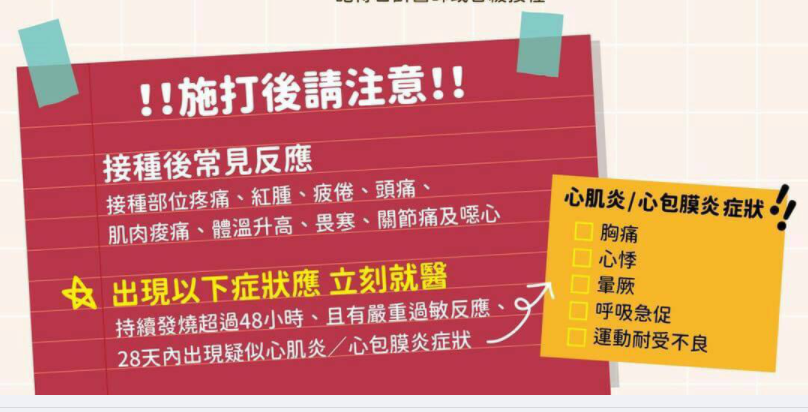 !!施打後請注意!!
接種後常見反應
接種部位疼痛、紅腫、疲倦、頭痛、
肌肉痠痛、體溫升高、畏寒、關節痛及噁心
出現以下症狀應 立刻就醫
持續發燒超過48小時、且有嚴重過敏反應、
28天內出現疑似心肌炎／心包膜炎症狀
心肌炎/心包膜炎症狀!!
胸痛
心悸
暈厥
呼吸急促
運動耐受不良